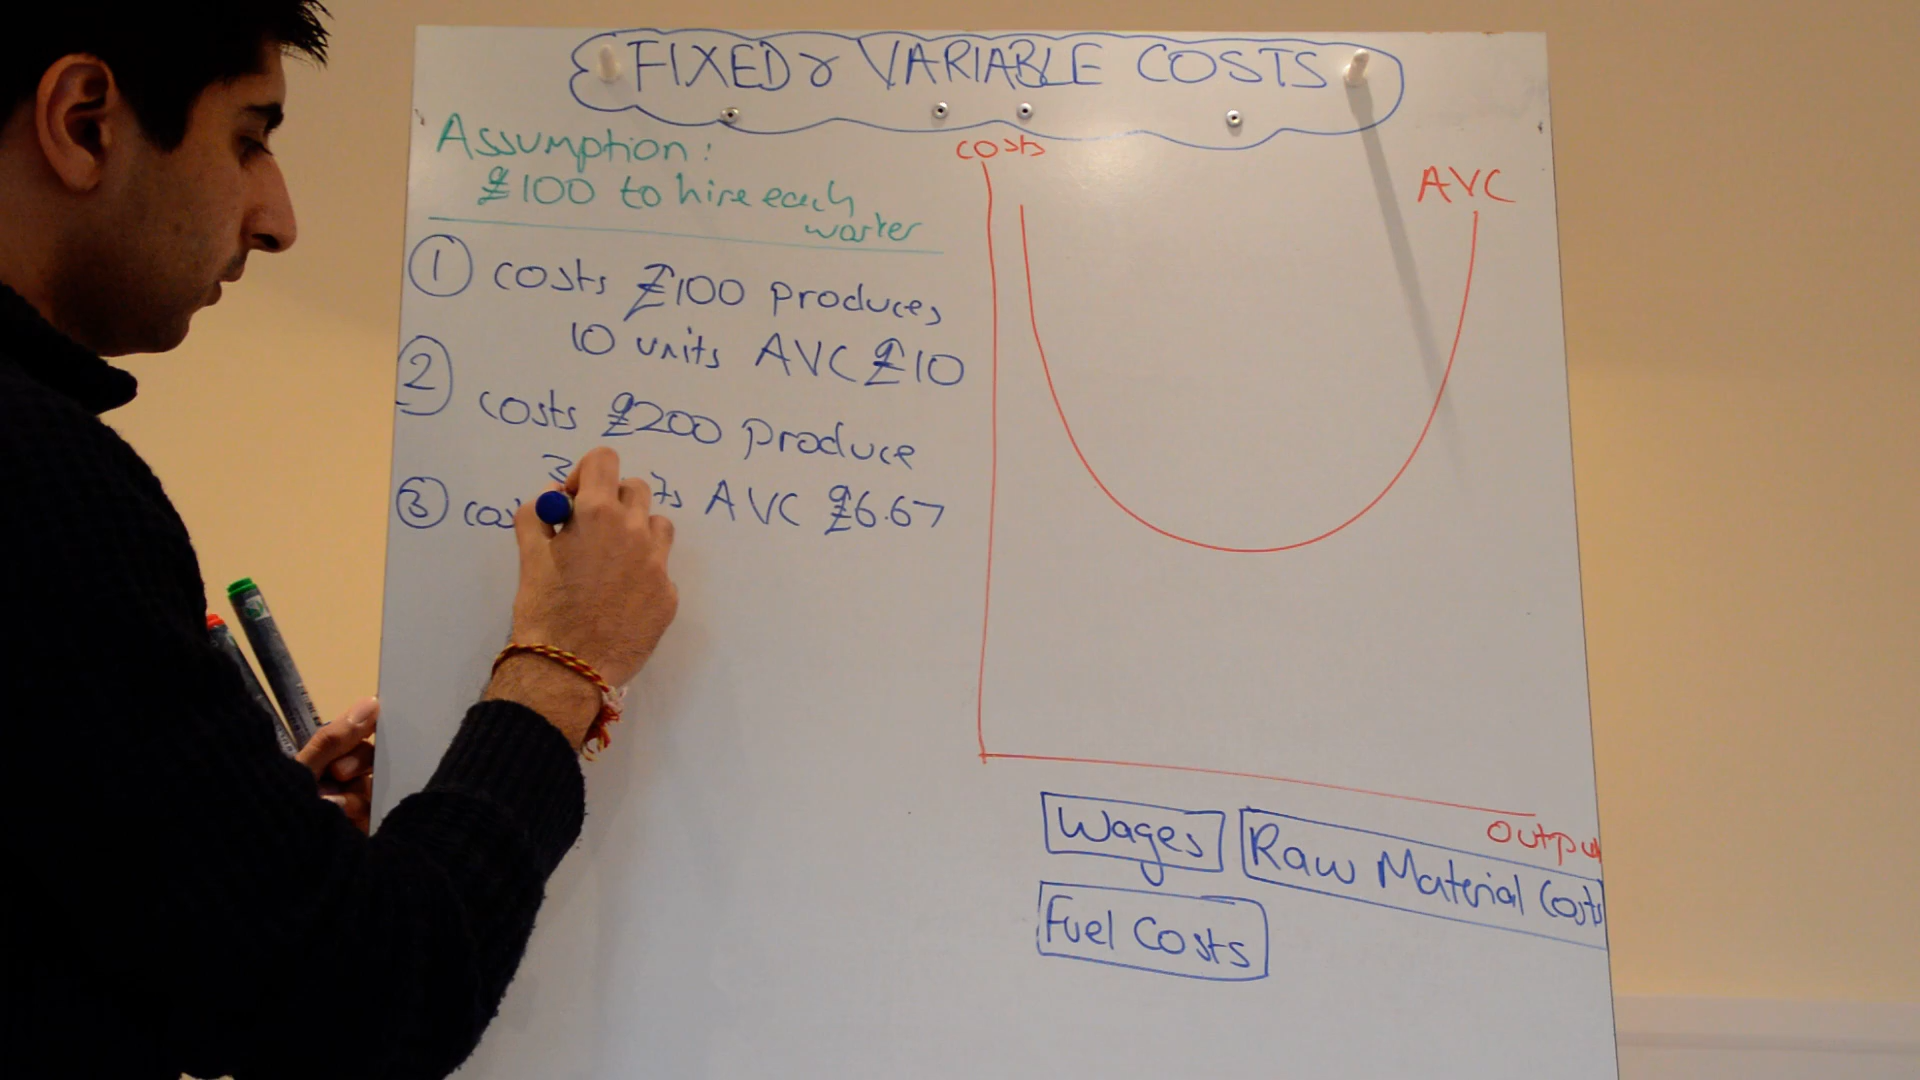 FIXED & VARIABLE COSTS
Assumption:
£100 to hire each
worker
① costs £100 produces
10 units AVC £10
② costs £200 produce
AVC £6.67
③
costs
AVC
output
Wages
Raw Material Costs
Fuel Costs